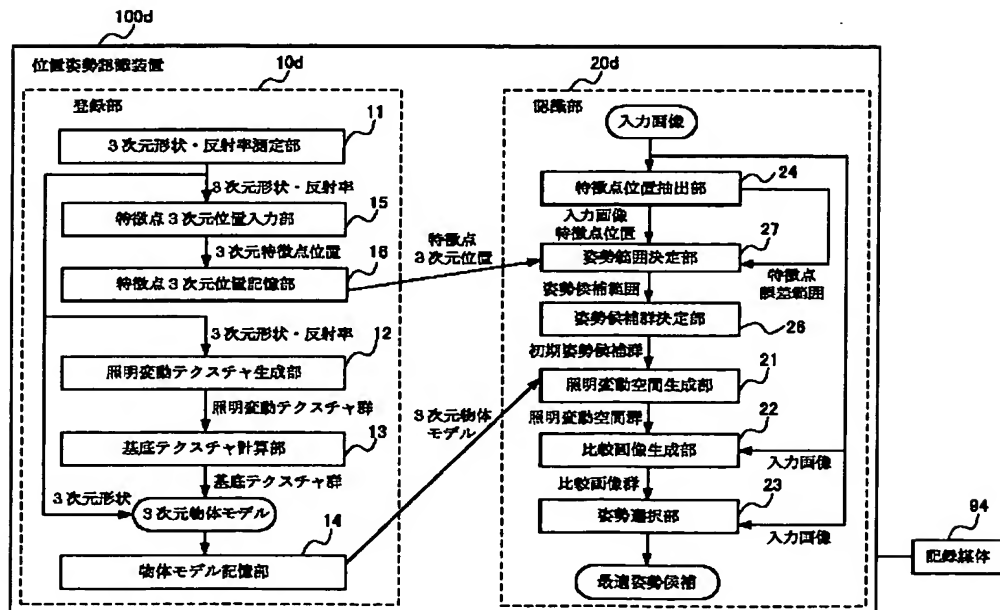 100d
位置姿勢認識装置
10d
登録部
11
3次元形状・反射率測定部
3次元形状・反射率
15
特徴点3次元位置入力部
3次元特徴点位置
16
特徴点3次元位置記憶部
3次元形状・反射率
12
照明変動テクスチャ生成部
照明変動テクスチャ群
13
基底テクスチャ計算部
基底テクスチャ群
3次元形状
3次元物体モデル
14
物体モデル記憶部
特徴点
3次元位置
3次元物体
モデル
20d
認識部
入力画像
24
特徴点位置抽出部
入力画像
特徴点位置
27
姿勢範囲決定部
特徴点
誤差範囲
姿勢候補範囲
姿勢候補群決定部
26
初期姿勢候補群
21
照明変動空間生成部
照明変動空間群
22
比較画像生成部
入力画像
比較画像群
23
姿勢選択部
入力画像
最適姿勢候補
94
記録媒体